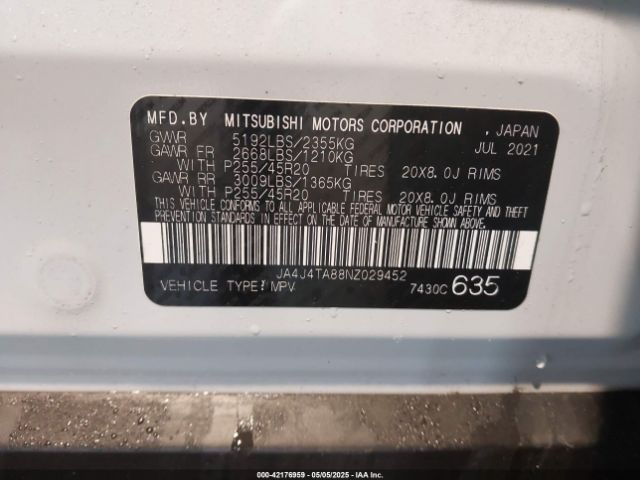 MFD.BY MITSUBISHI MOTORS CORPORATION , JAPAN
GVWR 5192LBS/2355KG JUL 2021
GAWR FR 2668LBS/1210KG
WITH P255/45R20 TIRES 20X8.0J RIMS
GAWR RR 3009LBS/1365KG
WITH P255/45R20 TIRES 20X8.0J RIMS
THIS VEHICLE CONFORMS TO ALL APPLICABLE FEDERAL MOTOR VEHICLE SAFETY AND THEFT
PREVENTION STANDARDS IN EFFECT ON THE DATE OF MANUFACTURE SHOWN ABOVE.
JA4J4TA88NZ029452
VEHICLE TYPE: MPV 7430C 635
000-42176959 - 05/05/2025 - IAA Inc.